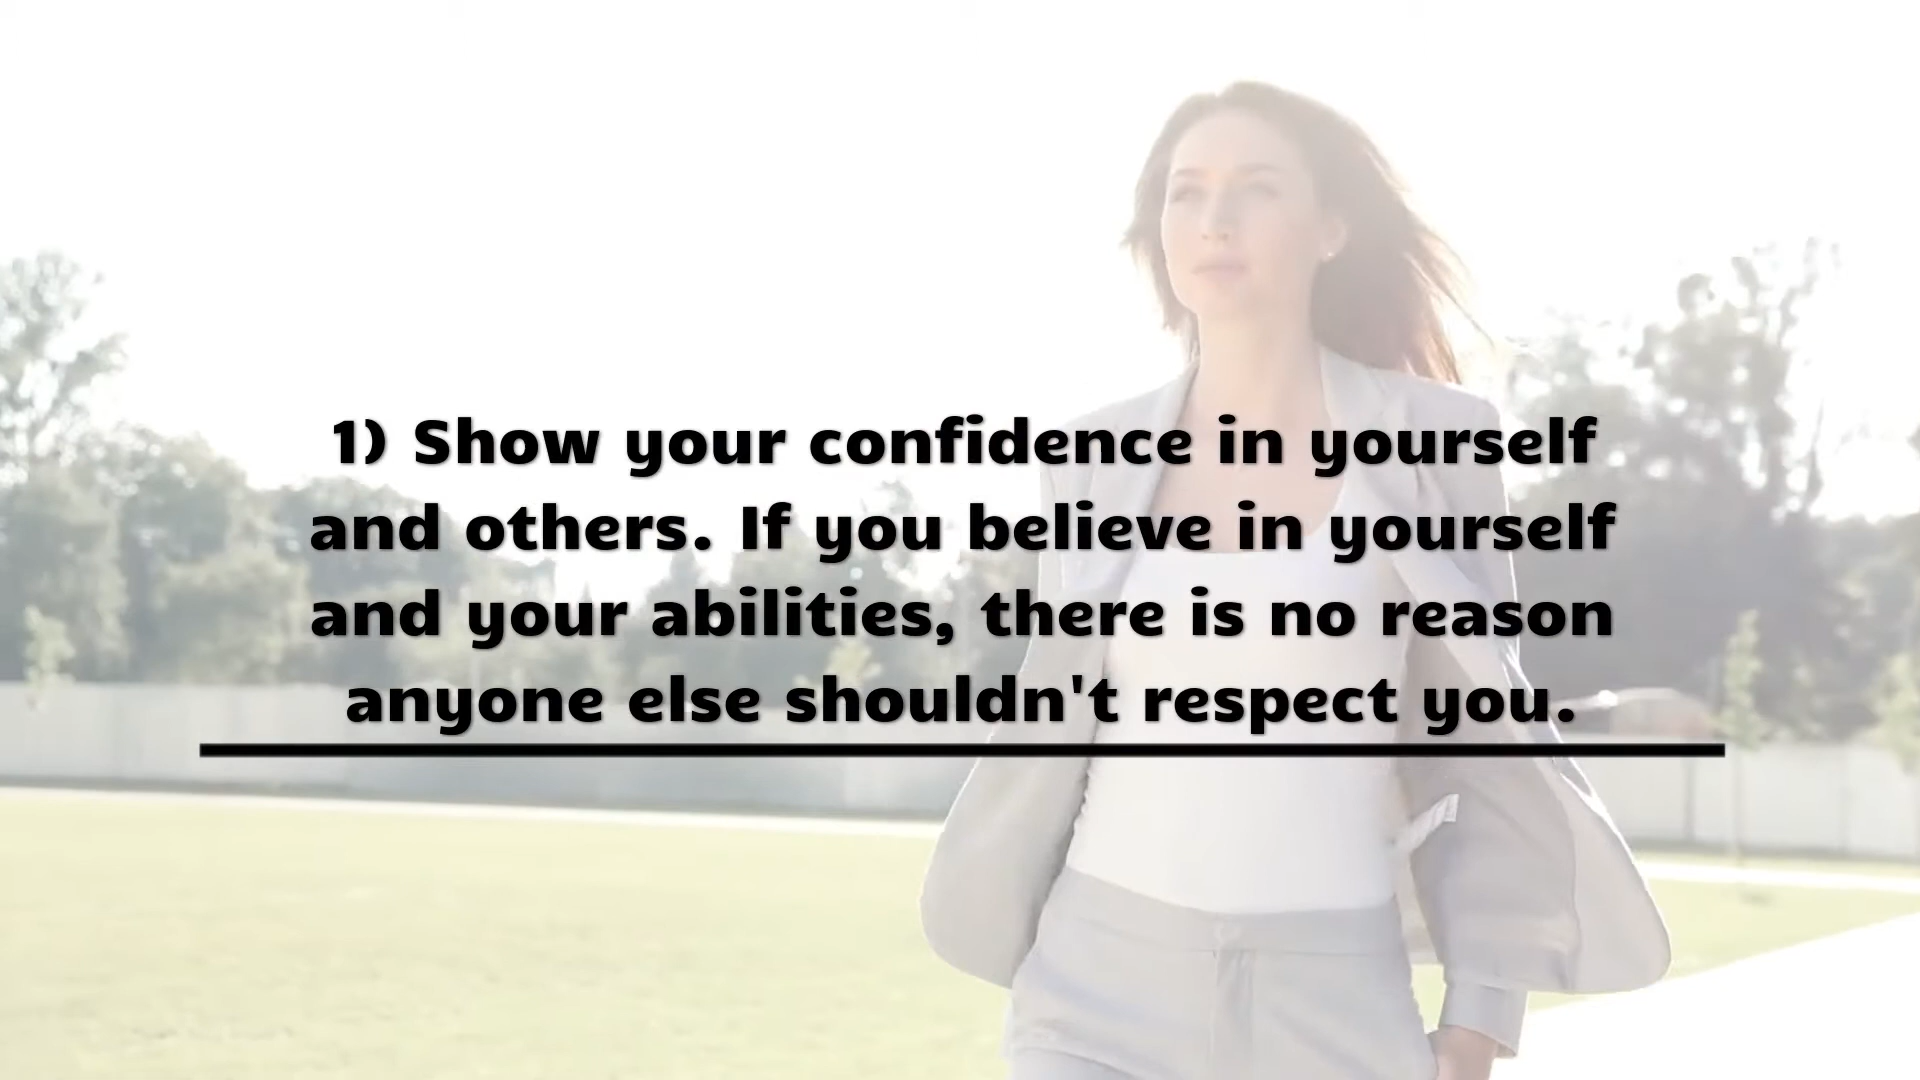 1) Show your confidence in yourself
and others. If you believe in yourself
and your abilities, there is no reason
anyone else shouldn't respect you.